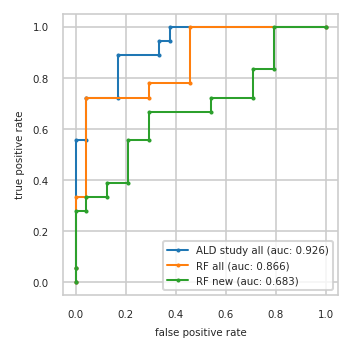 1.0
0.8
0.6
0.4
0.2
0.0
true positive rate
ALD study all (auc: 0.926)
RF all (auc: 0.866)
RF new (auc: 0.683)
0.0 0.2 0.4 0.6 0.8 1.0
false positive rate